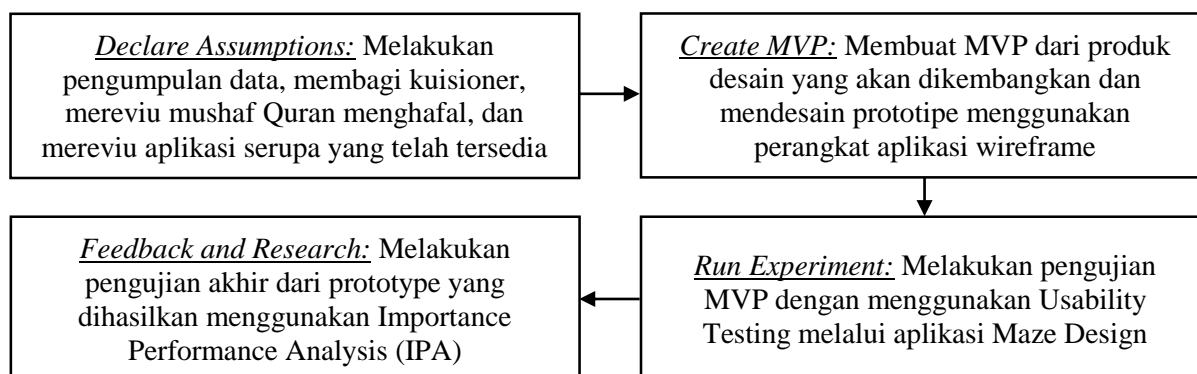 Declare Assumptions: Melakukan
pengumpulan data, membagi kuisioner,
mereviu mushaf Quran menghafal, dan
mereviu aplikasi serupa yang telah tersedia
Create MVP: Membuat MVP dari produk
desain yang akan dikembangkan dan
mendesain prototipe menggunakan
perangkat aplikasi wireframe
Run Experiment: Melakukan pengujian
MVP dengan menggunakan Usability
Testing melalui aplikasi Maze Design
Feedback and Research: Melakukan
pengujian akhir dari prototype yang
dihasilkan menggunakan Importance
Performance Analysis (IPA)